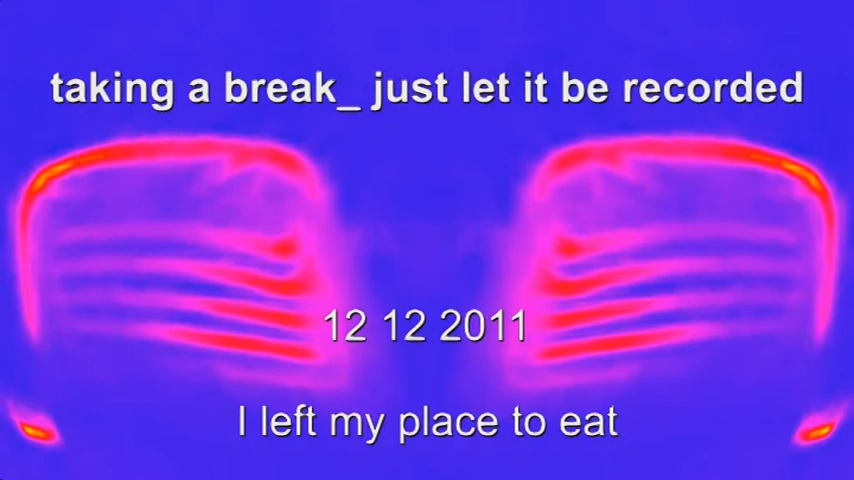 taking a break_ just let it be recorded
12 12 2011
I left my place to eat